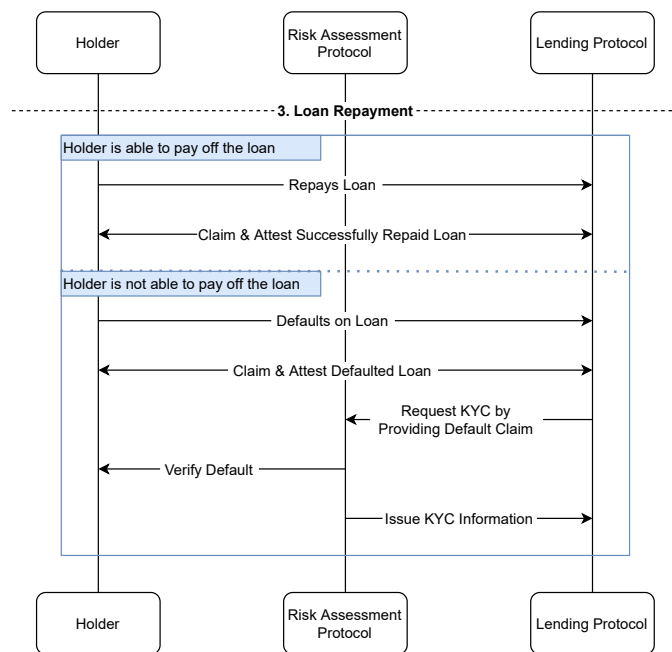 Holder
Risk Assessment
Protocol
Lending Protocol
3. Loan Repayment
Holder is able to pay off the loan
Repays Loan
Claim & Attest Successfully Repaid Loan
Holder is not able to pay off the loan
Defaults on Loan
Claim & Attest Defaulted Loan
Request KYC by
Providing Default Claim
Verify Default
Issue KYC Information
Holder
Risk Assessment
Protocol
Lending Protocol